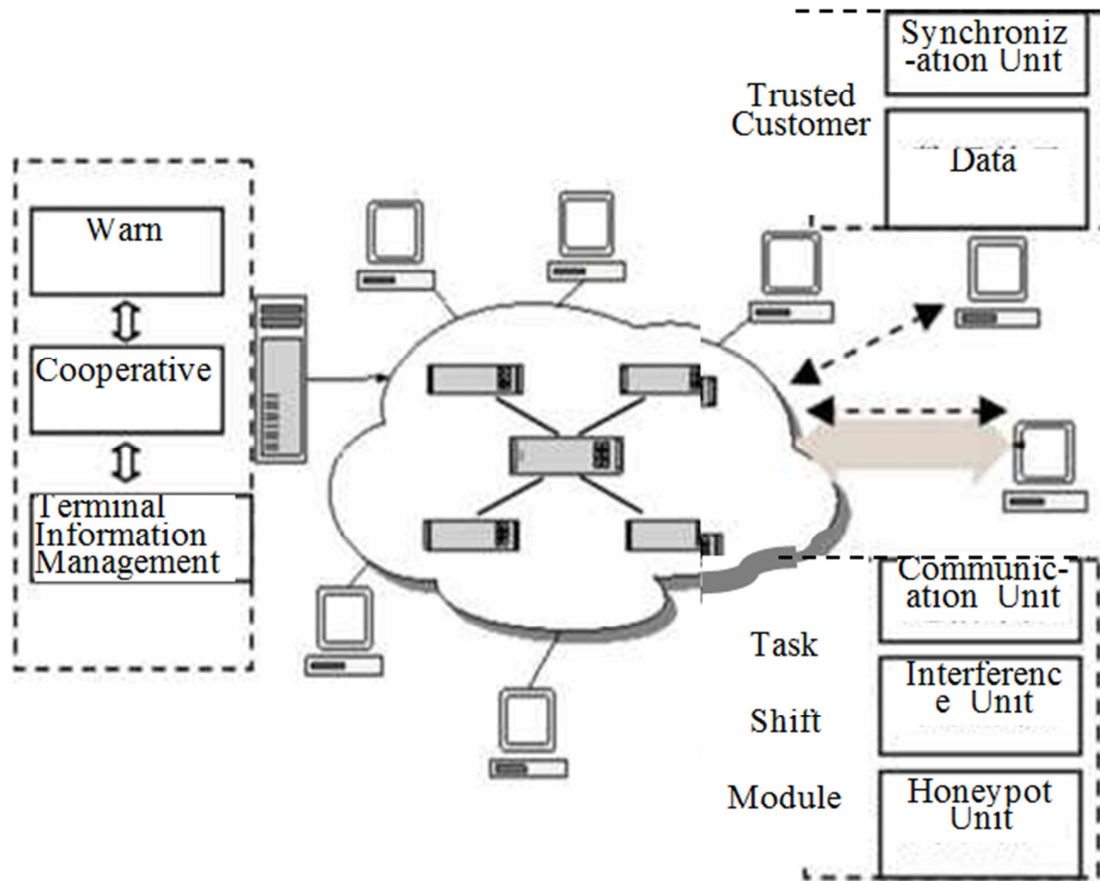 Synchroniz
-ation Unit
Trusted
Customer
Data
Warn
Cooperative
Terminal
Information
Management
Communic-
ation Unit
Task
Interferenc
e Unit
Shift
Module
Honeypot
Unit